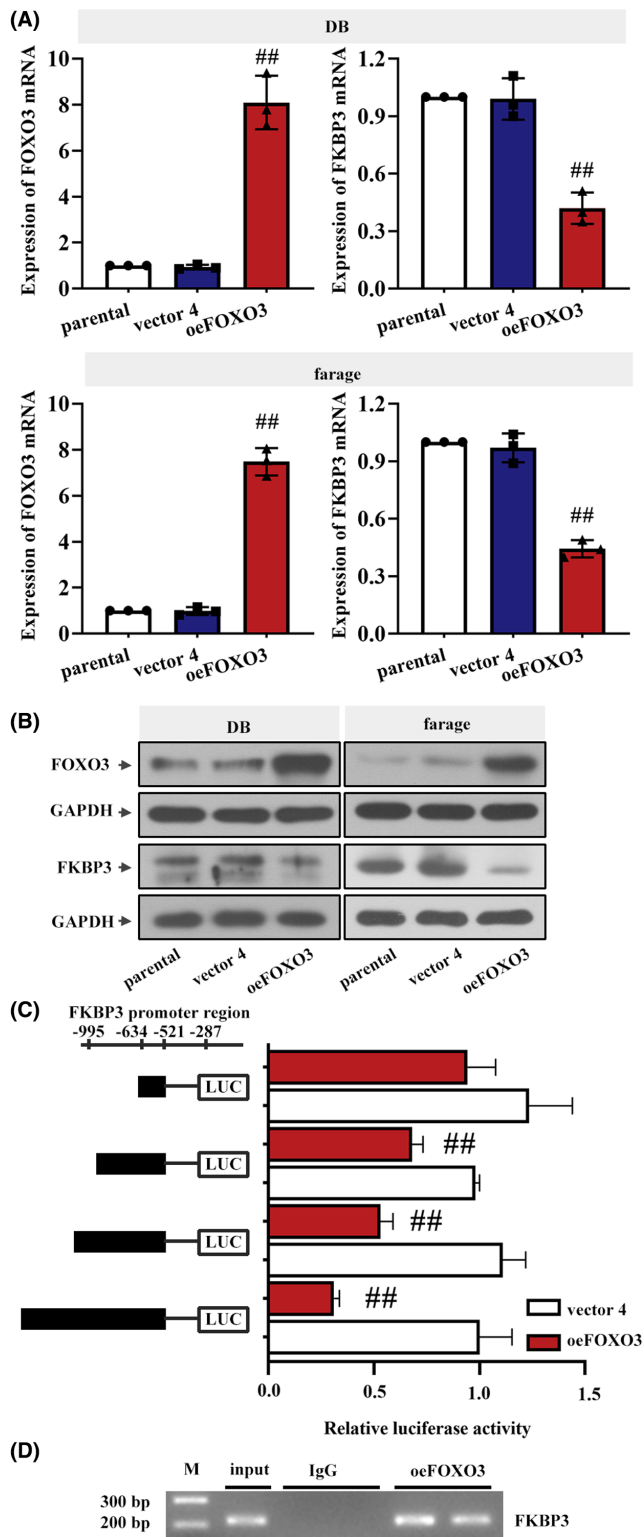 (A)
DB
Expression of FOXO3 mRNA
10
8
6
4
2
0
##
parental
vector 4
oeFOXO3
Expression of FKBP3 mRNA
1.2
0.9
0.6
0.3
0.0
##
parental
vector 4
oeFOXO3
farage
Expression of FOXO3 mRNA
10
8
6
4
2
0
##
parental
vector 4
oeFOXO3
Expression of FKBP3 mRNA
1.2
0.9
0.6
0.3
0.0
##
parental
vector 4
oeFOXO3
(B)
DB
farage
FOXO3
GAPDH
FKBP3
GAPDH
parental
vector 4
oeFOXO3
parental
vector 4
oeFOXO3
(C)
FKBP3 promoter region
-995 -634 -521 -287
LUC
LUC
##
LUC
##
LUC
##
vector 4
oeFOXO3
0.0 0.5 1.0 1.5
Relative luciferase activity
(D)
M input IgG oeFOXO3
300 bp
200 bp
FKBP3